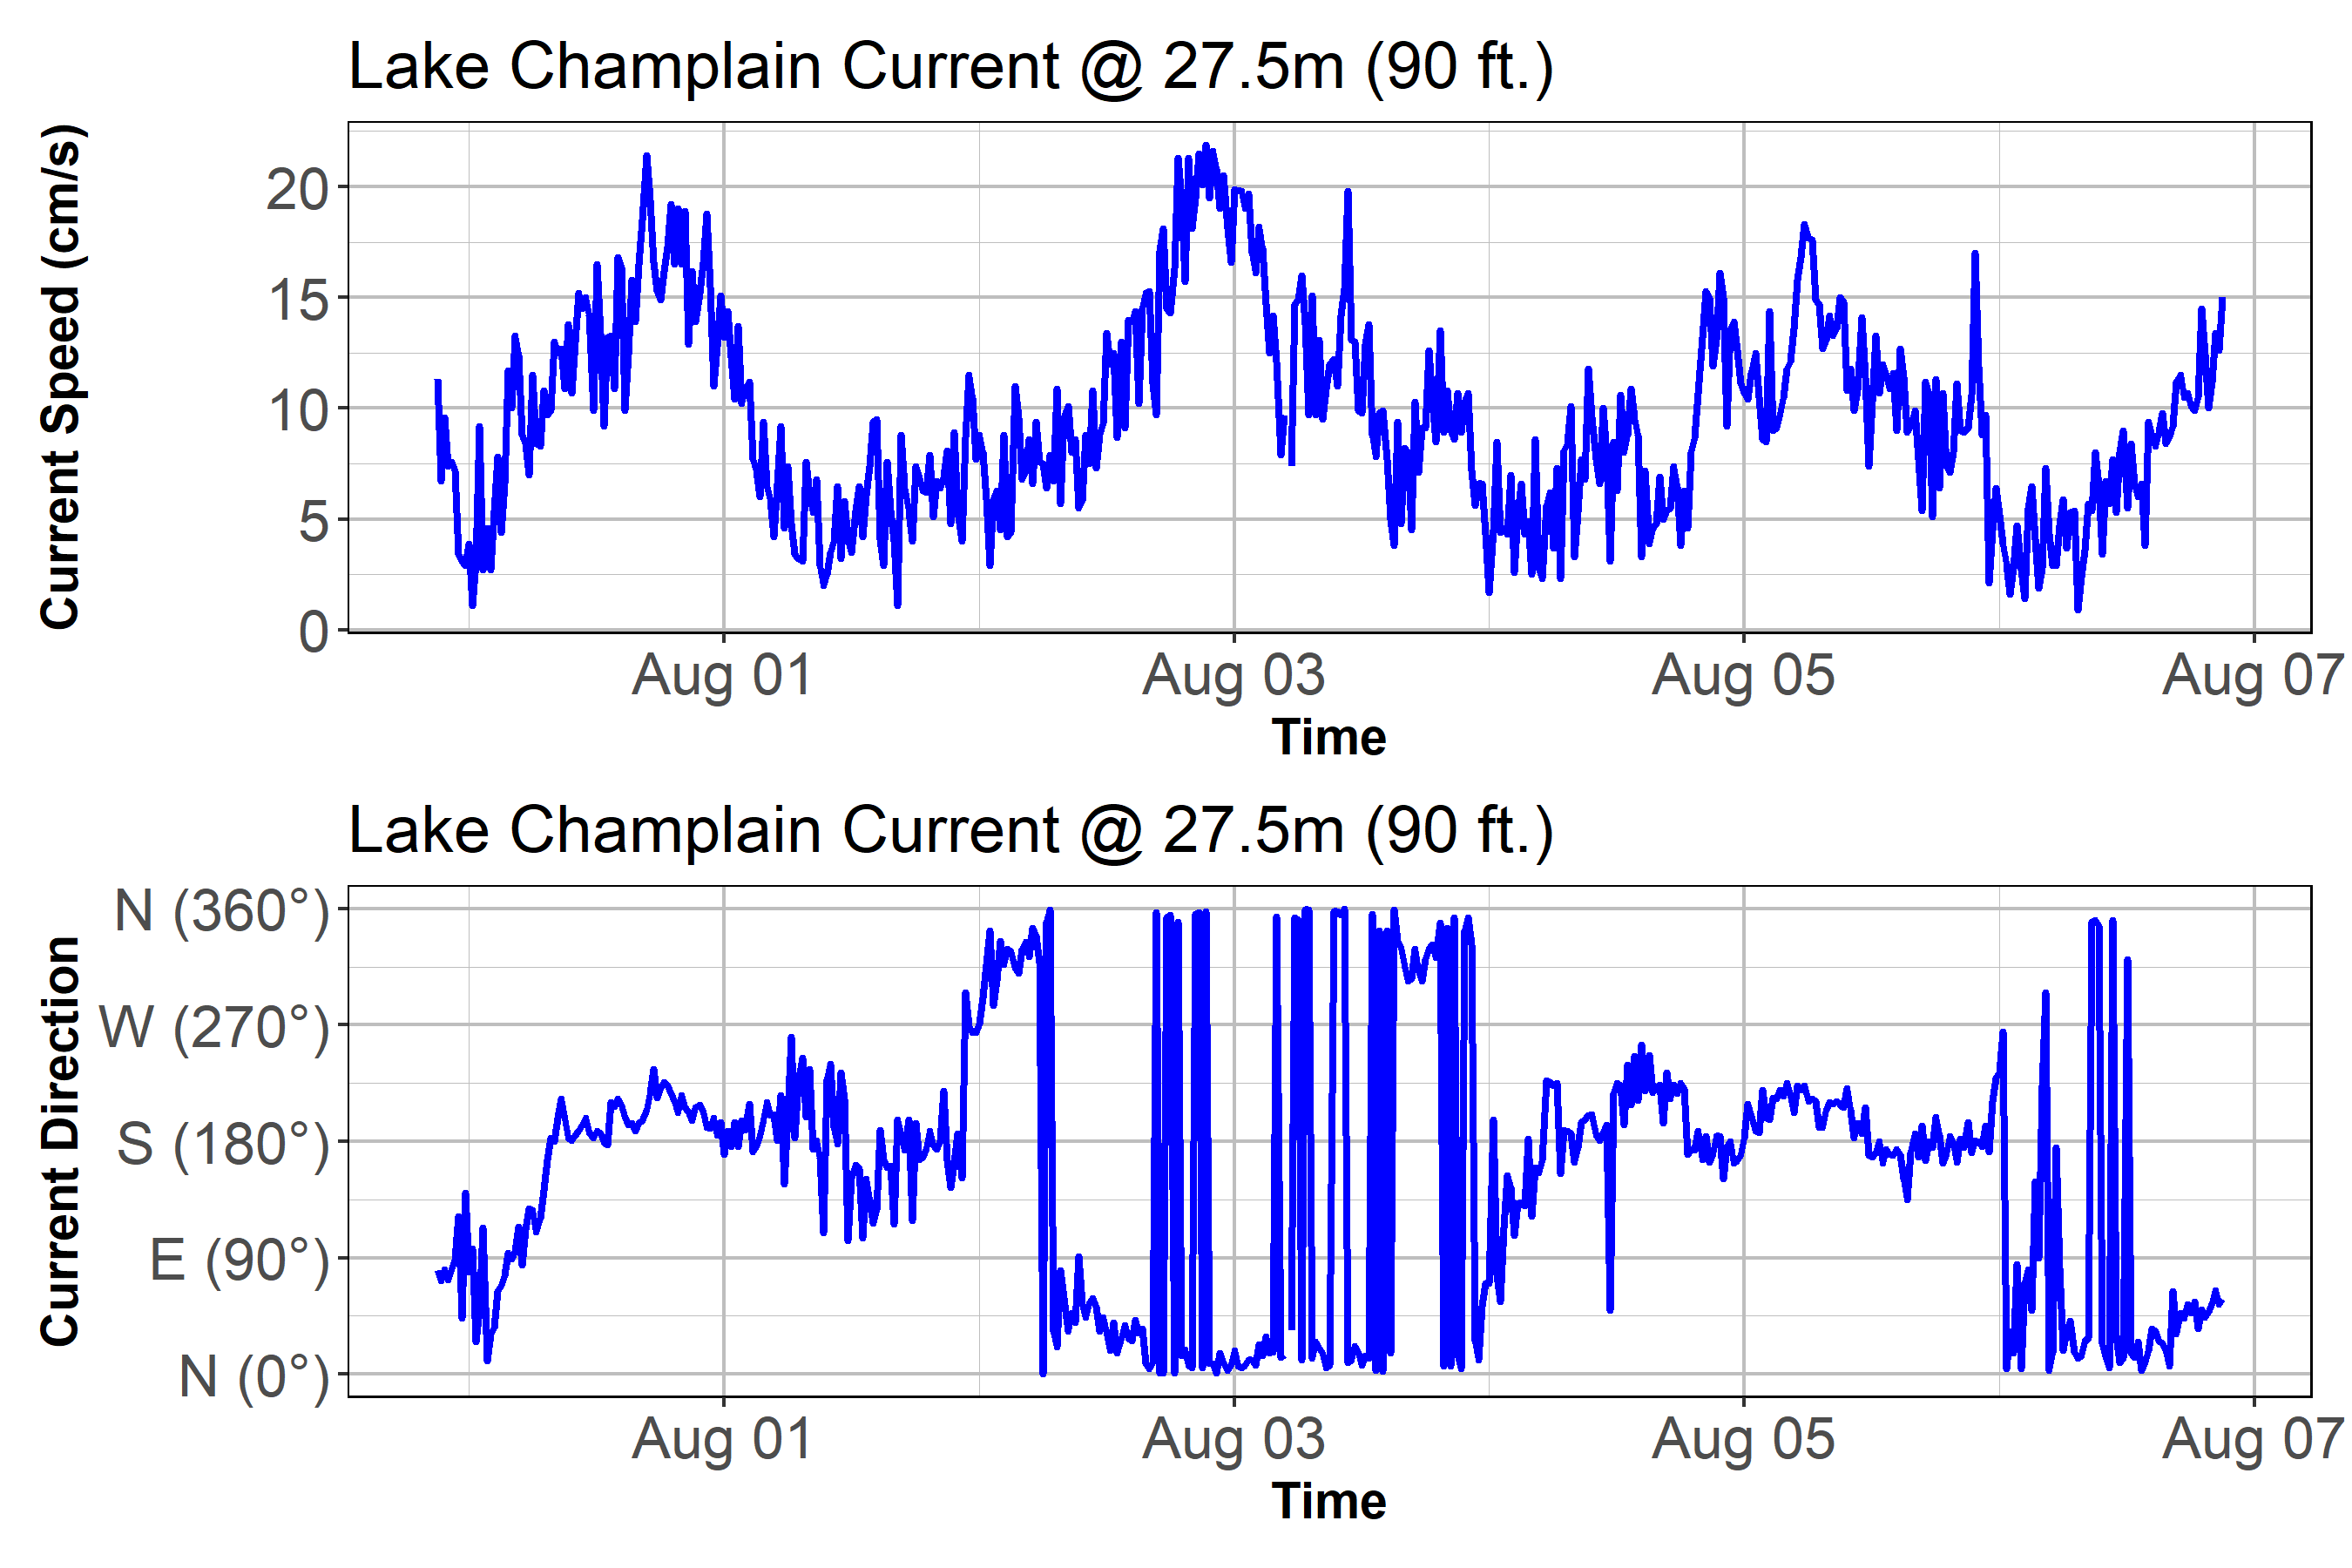 Lake Champlain Current @ 27.5m (90 ft.)
Current Speed (cm/s)
20
15
10
5
0
Aug 01 Aug 03 Aug 05 Aug 07
Time
Lake Champlain Current @ 27.5m (90 ft.)
Current Direction
N (360°)
W (270°)
S (180°)
E (90°)
N (0°)
Aug 01 Aug 03 Aug 05 Aug 07
Time